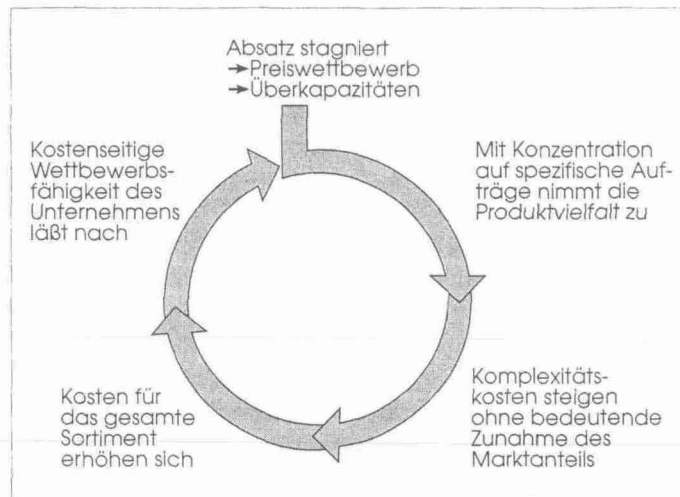 Absatz stagniert
→Preiswettbewerb
→Überkapazitäten
Mit Konzentration
auf spezifische Auf-
träge nimmt die
Produktvielfalt zu
Komplexitäts-
kosten steigen
ohne bedeutende
Zunahme des
Marktanteils
Kosten für
das gesamte
Sortiment
erhöhen sich
Kostenseitige
Wettbewerbs-
fähigkeit des
Unternehmens
läßt nach